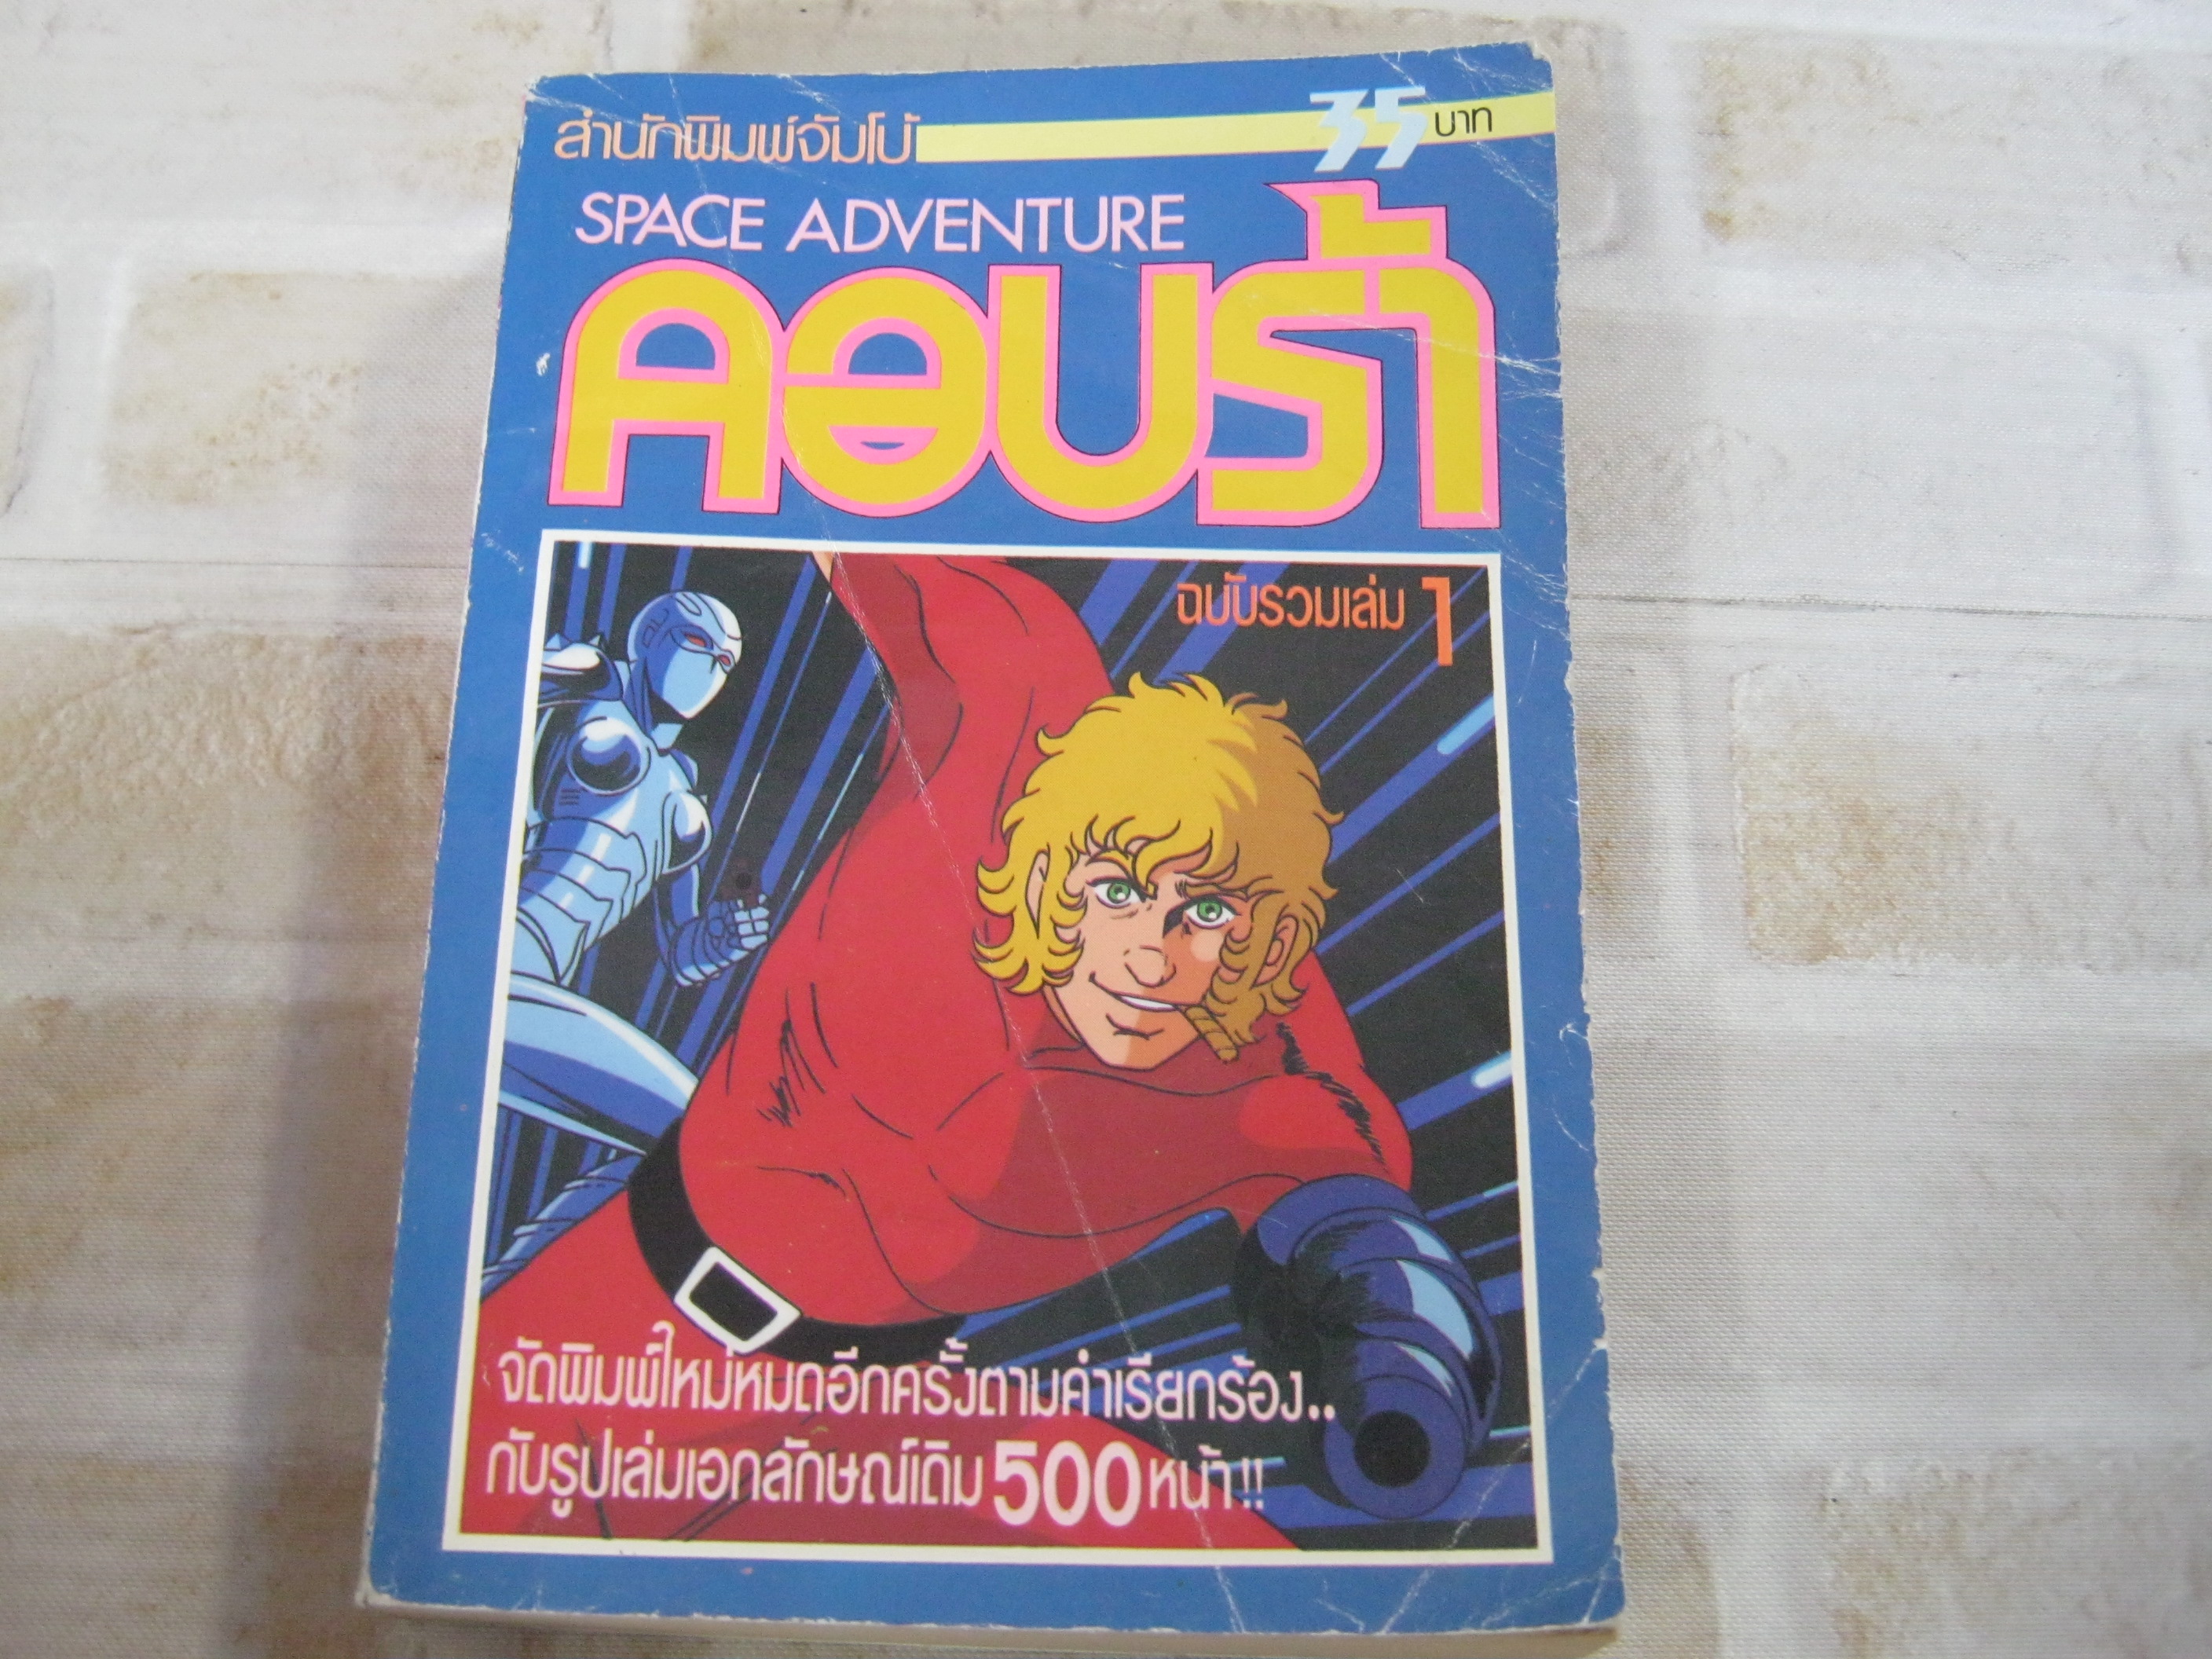 สำนักพิมพ์จัมโบ้
35 บาท
SPACE ADVENTURE
คอบร้า
ฉบับรวมเล่ม 1
จัดพิมพ์ใหม่หมดอีกครั้งตามคำเรียกร้อง..
กับรูปเล่มเอกลักษณ์เดิม 500 หน้า!!